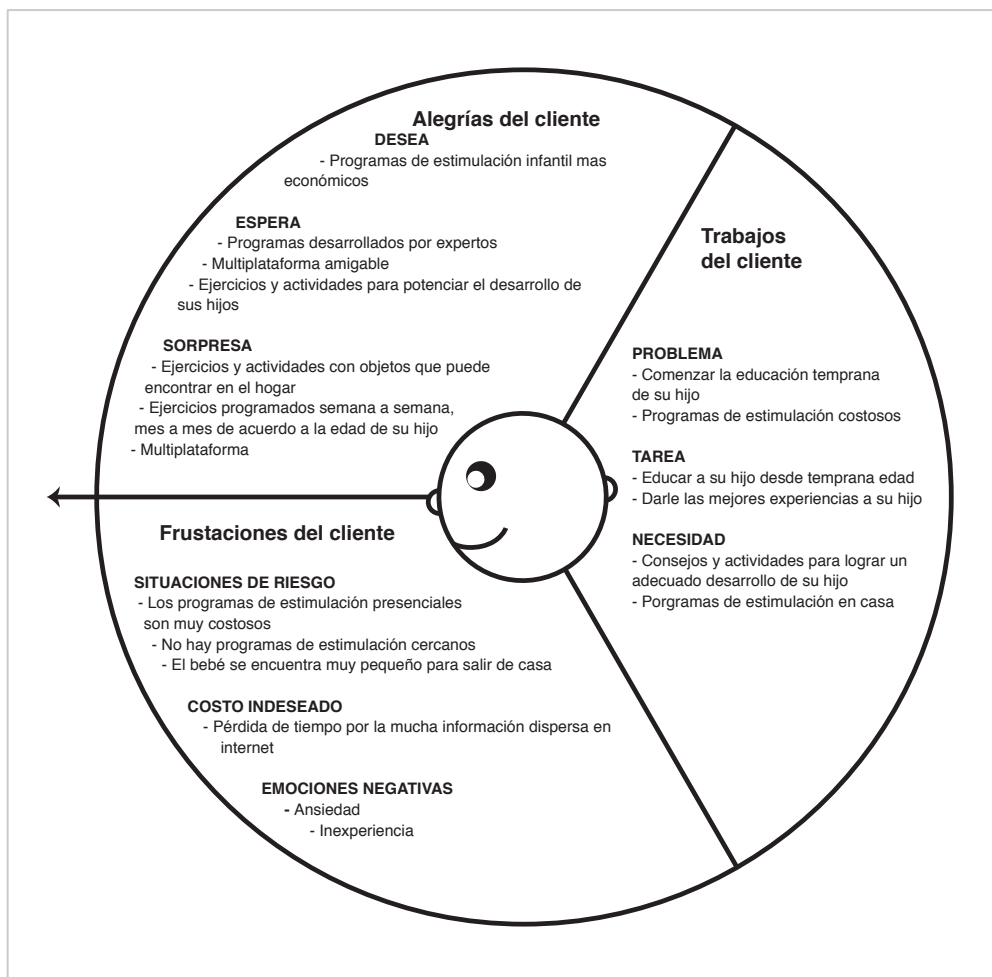 Alegrías del cliente
DESEA
- Programas de estimulación infantil mas
económicos
ESPERA
- Programas desarrollados por expertos
- Multiplataforma amigable
- Ejercicios y actividades para potenciar el desarrollo de
sus hijos
SORPRESA
- Ejercicios y actividades con objetos que puede
encontrar en el hogar
- Ejercicios programados semana a semana,
mes a mes de acuerdo a la edad de su hijo
- Multiplataforma
Trabajos
del cliente
PROBLEMA
- Comenzar la educación temprana
de su hijo
- Programas de estimulación costosos
TAREA
- Educar a su hijo desde temprana edad
- Darle las mejores experiencias a su hijo
NECESIDAD
- Consejos y actividades para lograr un
adecuado desarrollo de su hijo
- Porgramas de estimulación en casa
Frustaciones del cliente
SITUACIONES DE RIESGO
- Los programas de estimulación presenciales
son muy costosos
- No hay programas de estimulación cercanos
- El bebé se encuentra muy pequeño para salir de casa
COSTO INDESEADO
- Pérdida de tiempo por la mucha información dispersa en
internet
EMOCIONES NEGATIVAS
- Ansiedad
- Inexperiencia